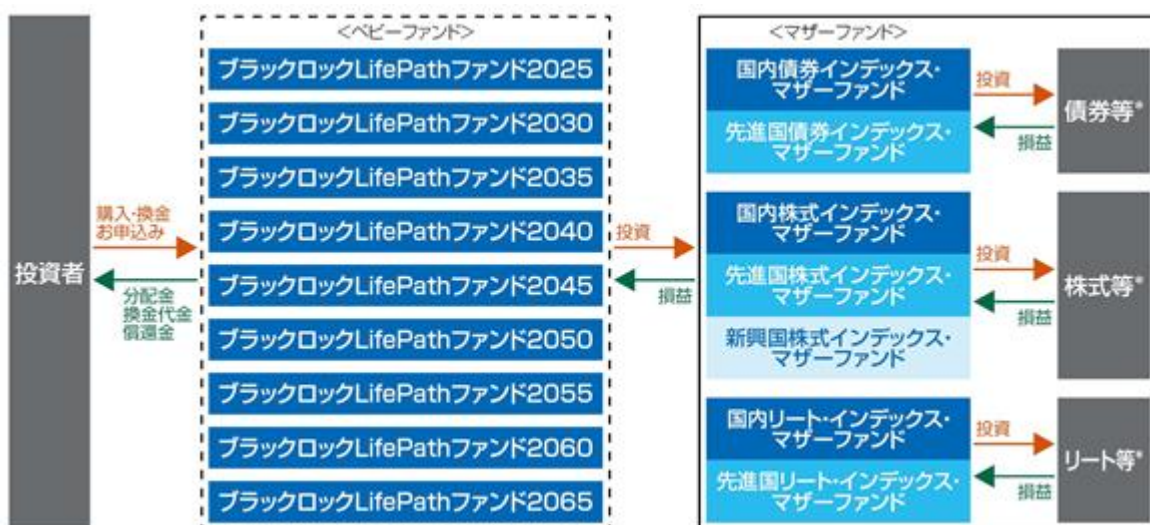 投資者
購入・換金
お申込み
分配金
換金代金
償還金
<ベビーファンド>
ブラックロックLifePathファンド2025
ブラックロックLifePathファンド2030
ブラックロックLifePathファンド2035
ブラックロックLifePathファンド2040
ブラックロックLifePathファンド2045
ブラックロックLifePathファンド2050
ブラックロックLifePathファンド2055
ブラックロックLifePathファンド2060
ブラックロックLifePathファンド2065
投資
損益
<マザーファンド>
国内債券インデックス・
マザーファンド
先進国債券インデックス・
マザーファンド
投資
損益
債券等*
国内株式インデックス・
マザーファンド
先進国株式インデックス・
マザーファンド
新興国株式インデックス・
マザーファンド
投資
損益
株式等*
国内リート・インデックス・
マザーファンド
先進国リート・インデックス・
マザーファンド
投資
損益
リート等*